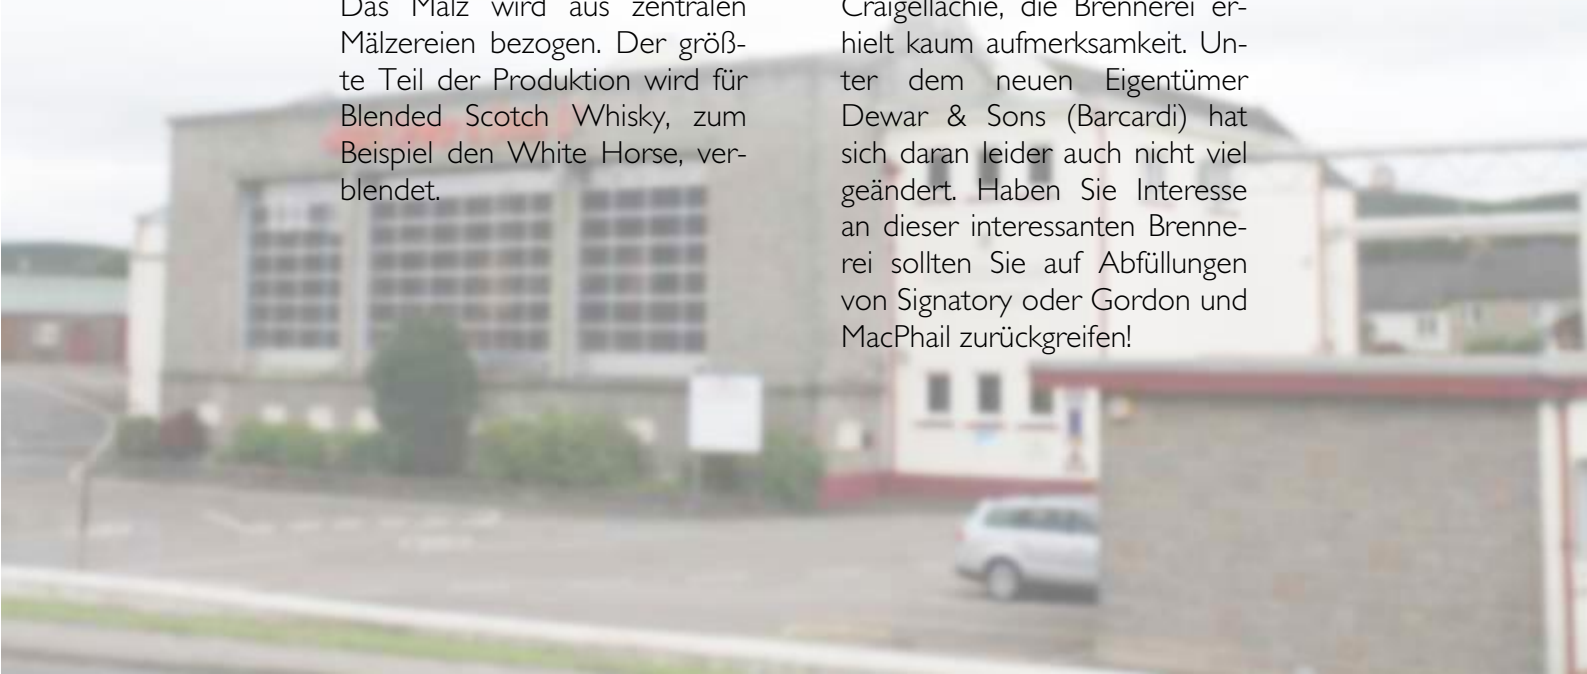 Das Malz wird aus zentralen
Mälzereien bezogen. Der größ-
te Teil der Produktion wird für
Blended Scotch Whisky, zum
Beispiel den White Horse, ver-
blendet.
Craigellachie, die Brennerei er-
hielt kaum aufmerksamkeit. Un-
ter dem neuen Eigentümer
Dewar & Sons (Barcardi) hat
sich daran leider auch nicht viel
geändert. Haben Sie Interesse
an dieser interessanten Brenne-
rei sollten Sie auf Abfüllungen
von Signatory oder Gordon und
MacPhail zurückgreifen!